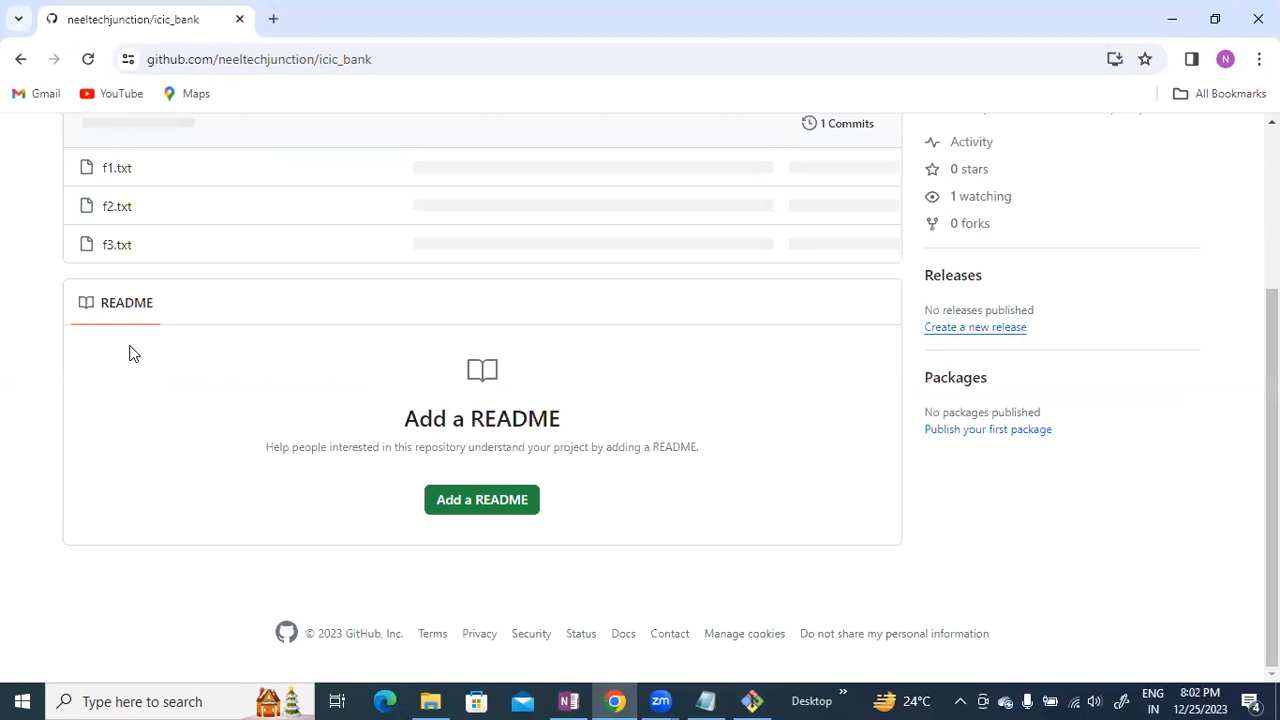 neeltechjunction/icic_bank
github.com/neeltechjunction/icic_bank
N
Gmail
YouTube
Maps
All Bookmarks
1 Commits
f1.txt
f2.txt
f3.txt
README
Add a README
Help people interested in this repository understand your project by adding a README.
Add a README
Activity
0 stars
1 watching
0 forks
Releases
No releases published
Create a new release
Packages
No packages published
Publish your first package
© 2023 GitHub, Inc. Terms Privacy Security Status Docs Contact Manage cookies Do not share my personal information
Type here to search
N
zm
Desktop
24°C
ENG
IN
8:02 PM
12/25/2023
4